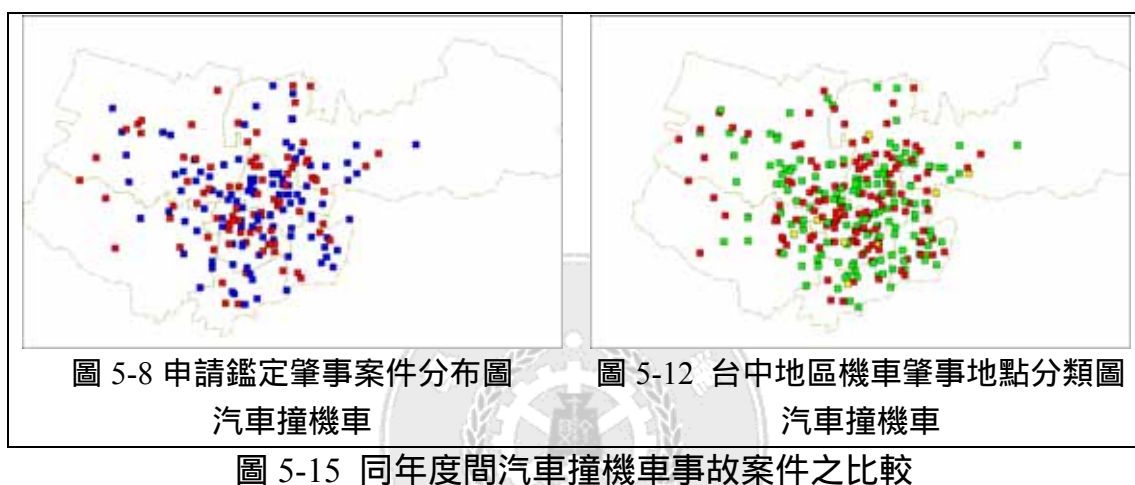 圖 5-8 申請鑑定肇事案件分布圖
汽車撞機車
圖 5-12 台中地區機車肇事地點分類圖
汽車撞機車
圖 5-15 同年度間汽車撞機車事故案件之比較